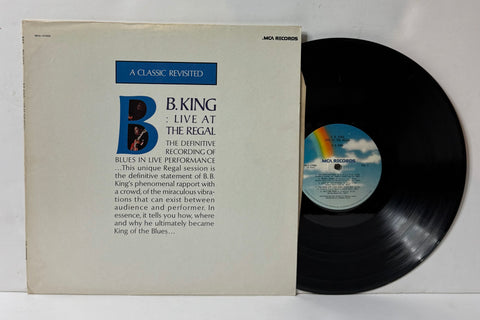 MCA RECORDS
A CLASSIC REVISITED
B B. KING
: LIVE AT
THE REGAL
THE DEFINITIVE
RECORDING OF
BLUES IN LIVE PERFORMANCE
...This unique Regal session is
the definitive statement of B. B.
King's phenomenal rapport with
a crowd, of the miraculous vibra-
tions that can exist between
audience and performer. In
essence, it tells you how, where
and why he ultimately became
King of the Blues...
MCA RECORDS